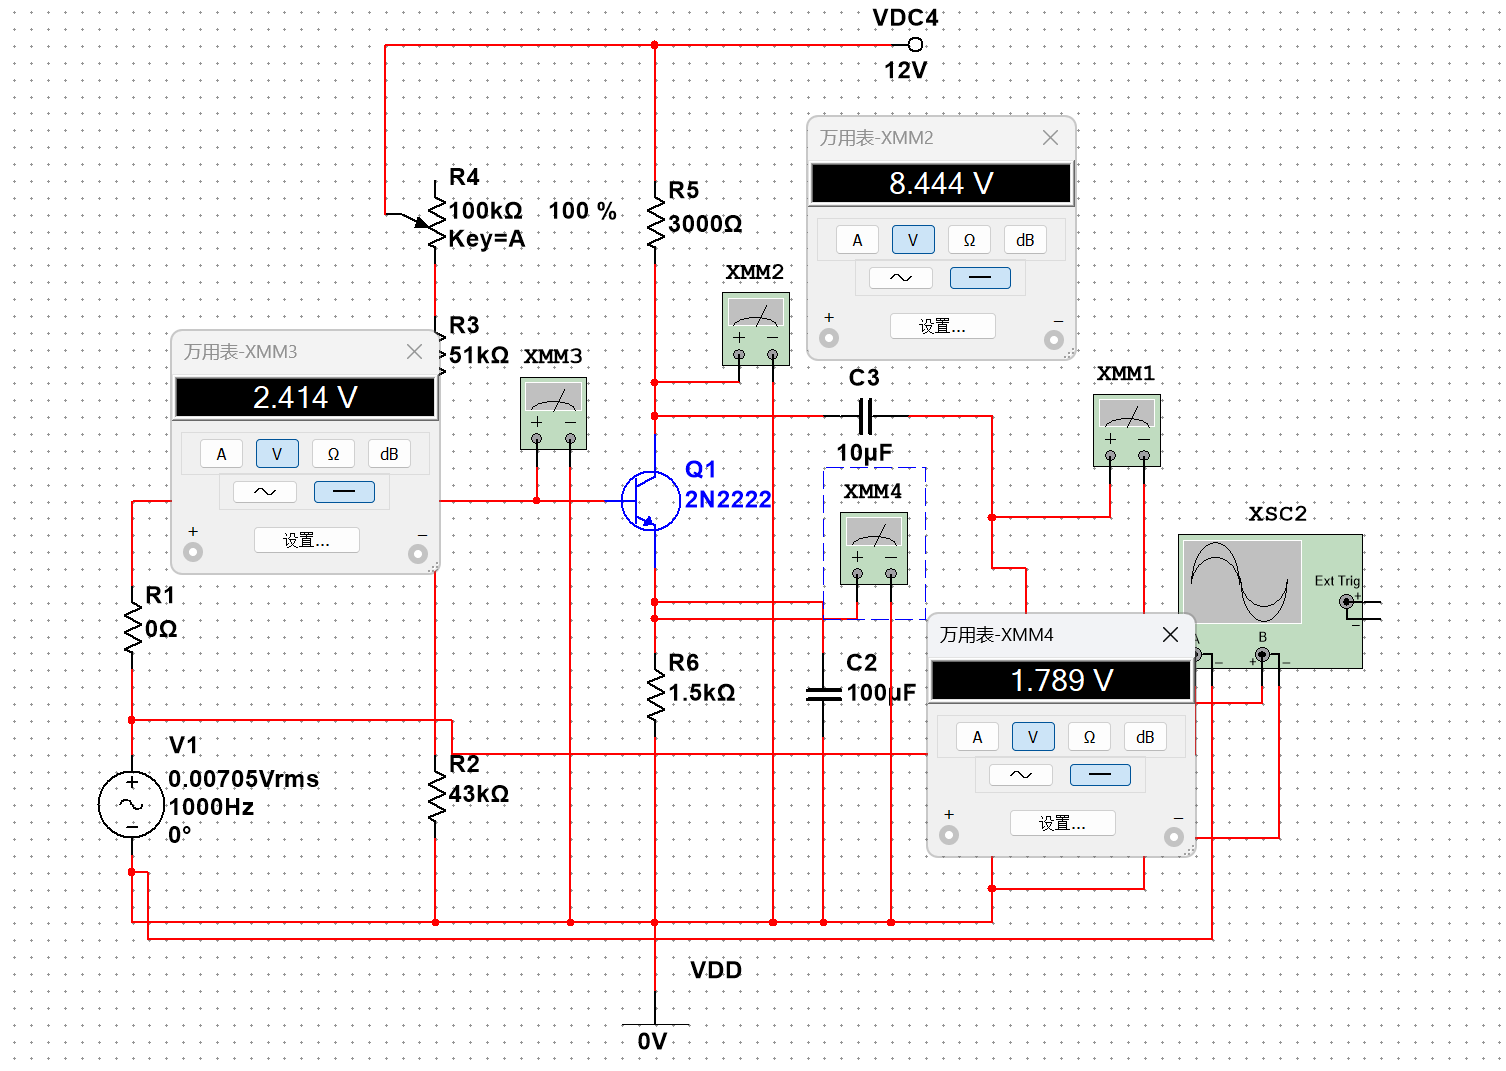 VDC4
12V
万用表-XMM2
8.444 V
A
V
Ω
dB
+
设置...
−
R4
100kΩ
100 %
Key=A
R5
3000Ω
XMM2
+
−
R3
51kΩ
万用表-XMM3
2.414 V
A
V
Ω
dB
+
设置...
−
XMM3
+
−
C3
10µF
XMM1
+
−
Q1
2N2222
XMM4
+
−
XSC2
Ext Trig
+
−
A
−
B
+
−
R1
0Ω
万用表-XMM4
1.789 V
A
V
Ω
dB
+
设置...
−
R6
1.5kΩ
C2
100µF
V1
0.00705Vrms
1000Hz
0°
+
−
R2
43kΩ
VDD
0V